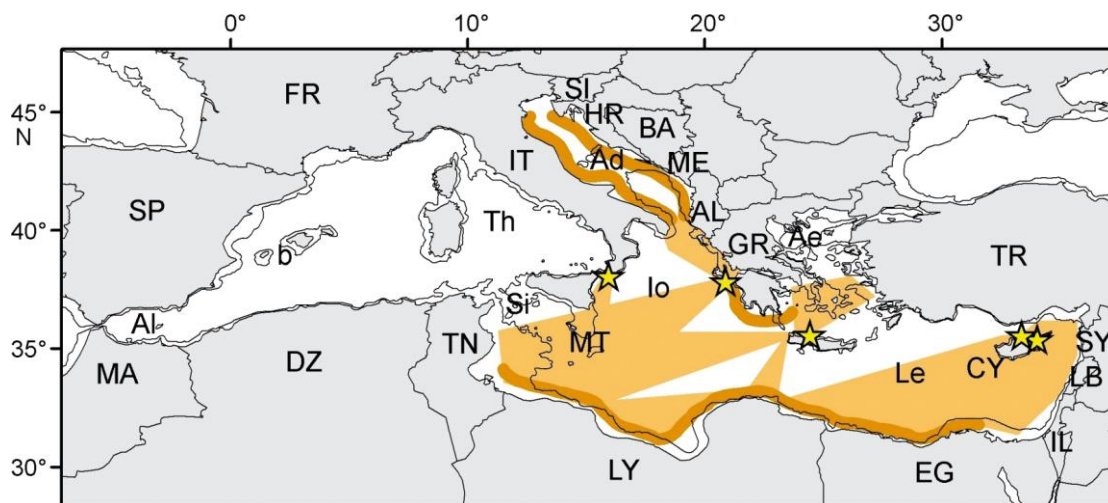 0° 10° 20° 30°
45°
N
40°
35°
30°
FR
SI
HR
BA
IT
Ad
ME
SP
Th
AL
GR
Ae
TR
b
Io
Al
Si
MT
MA
DZ
TN
Le
CY
SY
LB
IL
LY
EG